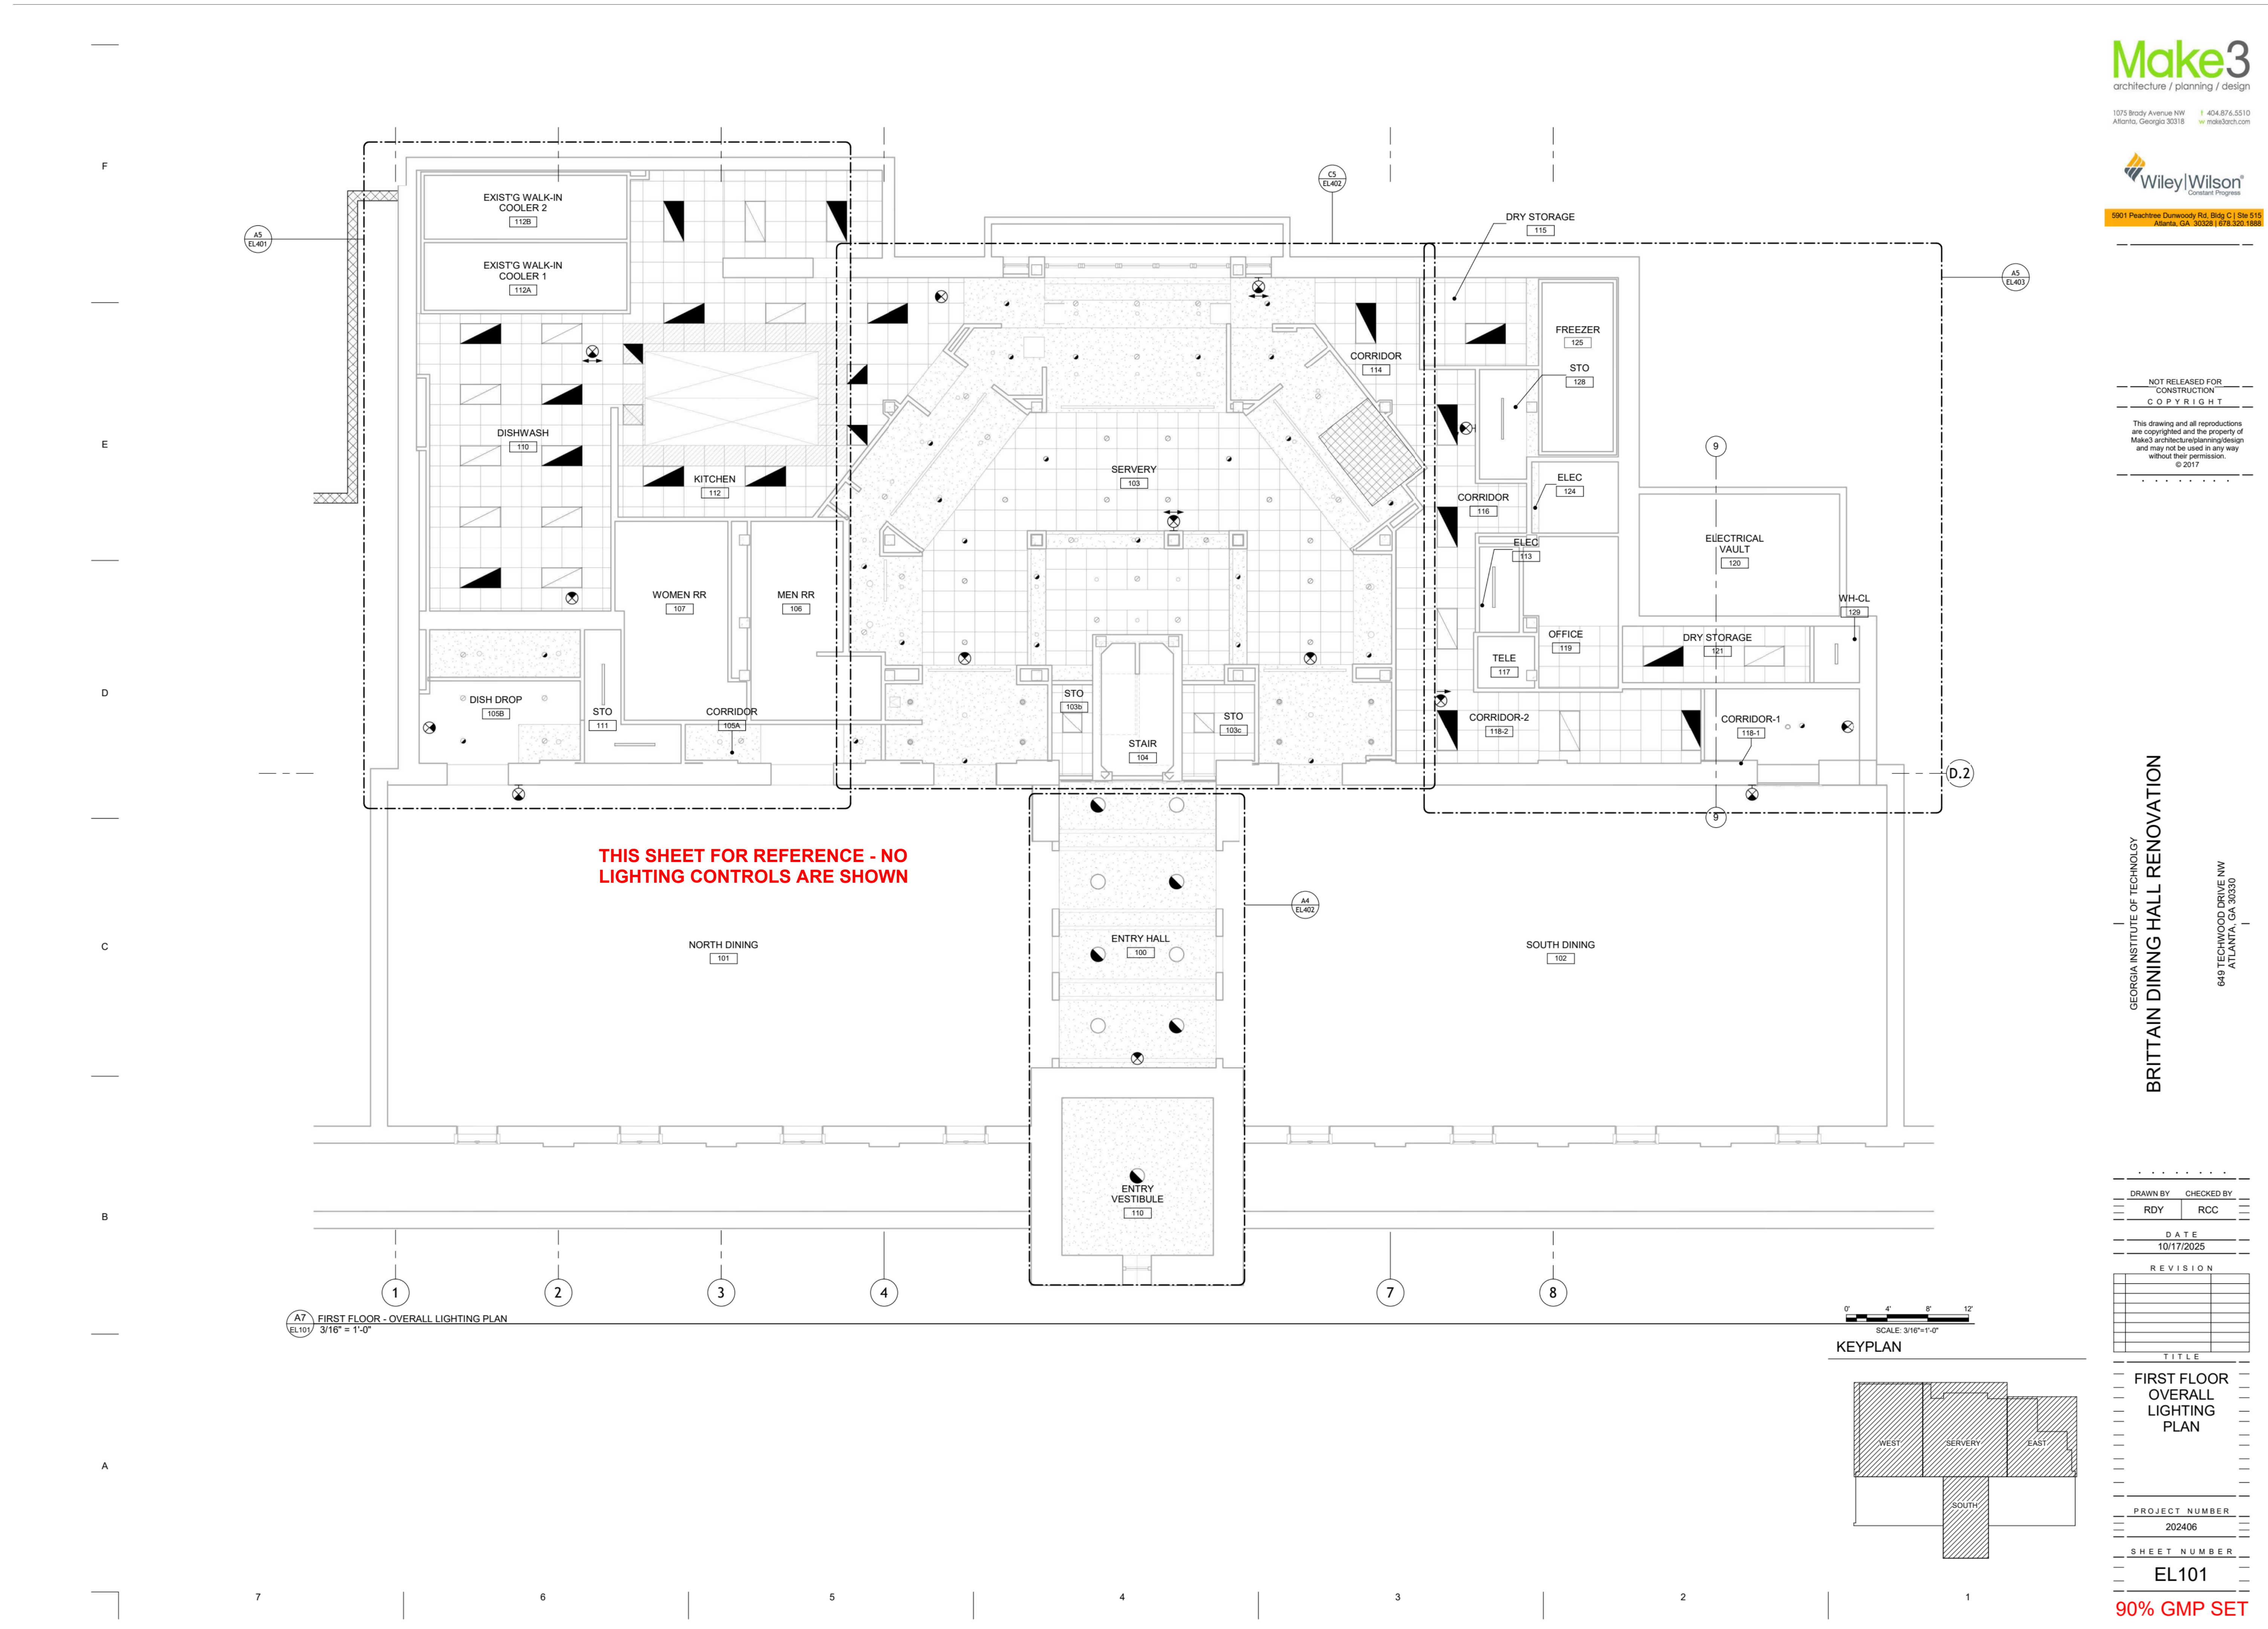 Make3
architecture / planning / design
1075 Brady Avenue NW t 404.876.5510
Atlanta, Georgia 30318 w make3arch.com
Wiley|Wilson®
Constant Progress
5901 Peachtree Dunwoody Rd, Bldg C | Ste 515
Atlanta, GA 30328 | 678.320.1888
NOT RELEASED FOR
CONSTRUCTION
COPYRIGHT
This drawing and all reproductions
are copyrighted and the property of
Make3 architecture/planning/design
and may not be used in any way
without their permission.
© 2017
F
E
D
C
B
A
A5
EL401
C5
EL402
A5
EL403
EXIST'G WALK-IN
COOLER 2
112B
EXIST'G WALK-IN
COOLER 1
112A
DRY STORAGE
115
FREEZER
125
STO
128
CORRIDOR
114
DISHWASH
110
KITCHEN
112
SERVERY
103
CORRIDOR
116
ELEC
124
ELEC
113
9
ELECTRICAL
VAULT
120
WOMEN RR
107
MEN RR
106
WH-CL
129
OFFICE
119
DRY STORAGE
121
TELE
117
DISH DROP
105B
STO
111
CORRIDOR
105A
STO
103b
STO
103c
STAIR
104
CORRIDOR-2
118-2
CORRIDOR-1
118-1
D.2
9
THIS SHEET FOR REFERENCE - NO
LIGHTING CONTROLS ARE SHOWN
A4
EL402
NORTH DINING
101
ENTRY HALL
100
SOUTH DINING
102
ENTRY
VESTIBULE
110
1
2
3
4
7
8
A7
EL101
FIRST FLOOR - OVERALL LIGHTING PLAN
3/16" = 1'-0"
0' 4' 8' 12'
SCALE: 3/16"=1'-0"
KEYPLAN
WEST
SERVERY
EAST
SOUTH
GEORGIA INSTITUTE OF TECHNOLGY
BRITTAIN DINING HALL RENOVATION
649 TECHWOOD DRIVE NW
ATLANTA, GA 30330
DRAWN BY CHECKED BY
RDY RCC
DATE
10/17/2025
REVISION
TITLE
FIRST FLOOR
OVERALL
LIGHTING
PLAN
PROJECT NUMBER
202406
SHEET NUMBER
EL101
90% GMP SET
7
6
5
4
3
2
1